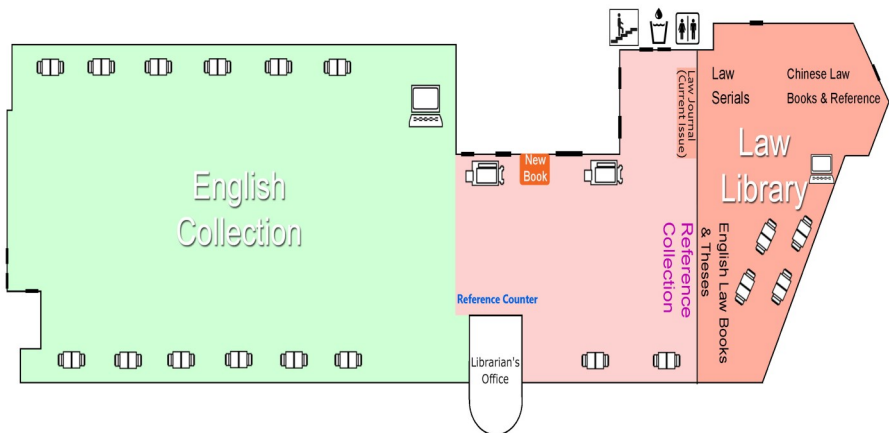 English
Collection
New
Book
Reference Counter
Librarian's
Office
Law Journal
(Current Issue)
Reference
Collection
Law
Serials
Chinese Law
Books & Reference
Law
Library
English Law Books
& Theses